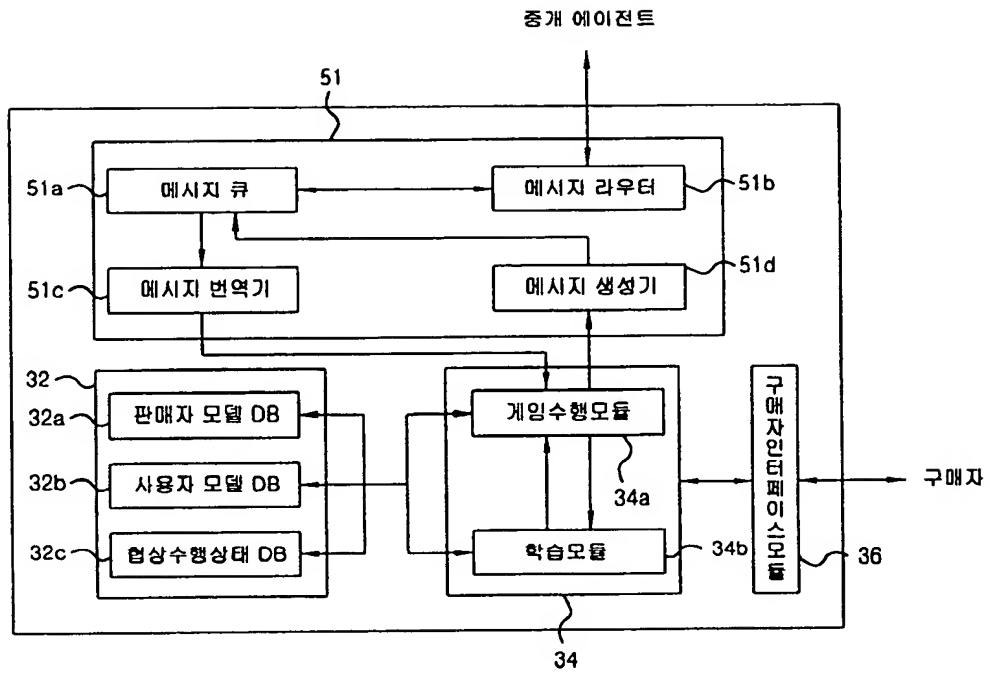 중개 에이전트
51
51a
메시지 큐
메시지 라우터
51b
51c
메시지 번역기
메시지 생성기
51d
32
32a
판매자 모델 DB
32b
사용자 모델 DB
32c
협상수행상태 DB
게임수행모듈
34a
학습모듈
34b
34
구매자인터페이스모듈
36
구매자